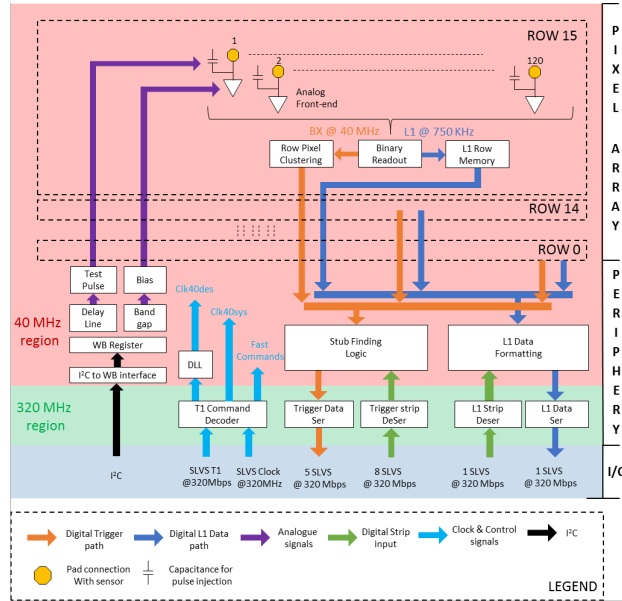 ROW 15
1
2
120
Analog
Front-end
BX @ 40 MHz
L1 @ 750 KHz
Row Pixel
Clustering
Binary
Readout
L1 Row
Memory
ROW 14
ROW 0
PIXEL ARRAY
PERIPHERY
I/O
Test
Pulse
Bias
Delay
Line
Band
gap
Clk40des
Clk40sys
Fast
Commands
40 MHz
region
WB Register
I²C to WB interface
DLL
Stub Finding
Logic
L1 Data
Formatting
320 MHz
region
T1 Command
Decoder
Trigger Data
Ser
Trigger strip
DeSer
L1 Strip
Deser
L1 Data
Ser
I²C
SLVS T1
@320Mbps
SLVS Clock
@320MHz
5 SLVS
@ 320 Mbps
8 SLVS
@ 320 Mbps
1 SLVS
@ 320 Mbps
1 SLVS
@ 320 Mbps
Digital Trigger
path
Digital L1 Data
path
Analogue
signals
Digital Strip
input
Clock & Control
signals
I²C
Pad connection
With sensor
Capacitance for
pulse injection
LEGEND